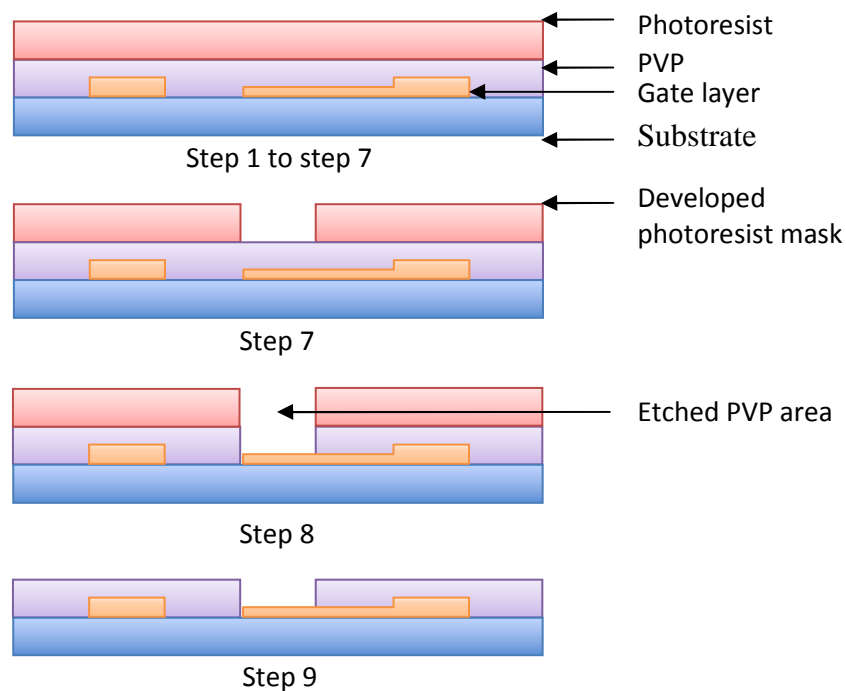 Photoresist
PVP
Gate layer
Substrate
Step 1 to step 7
Developed
photoresist mask
Step 7
Etched PVP area
Step 8
Step 9